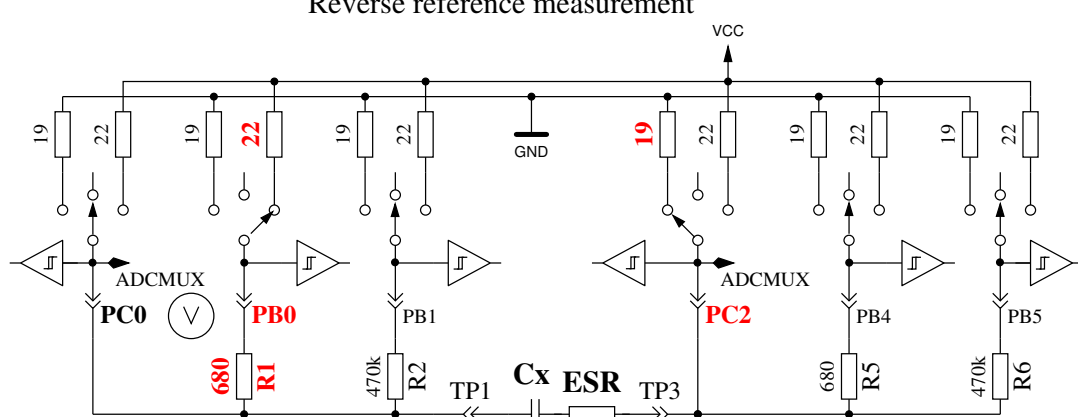 Reverse reference measurement
VCC
19 22 19 22 19 22 GND 19 22 19 22 19 22
ADCMUX ADCMUX
PC0 V PB0 PB1 PC2 PB4 PB5
680 R1 470k R2 680 R5 470k R6
TP1 Cx ESR TP3